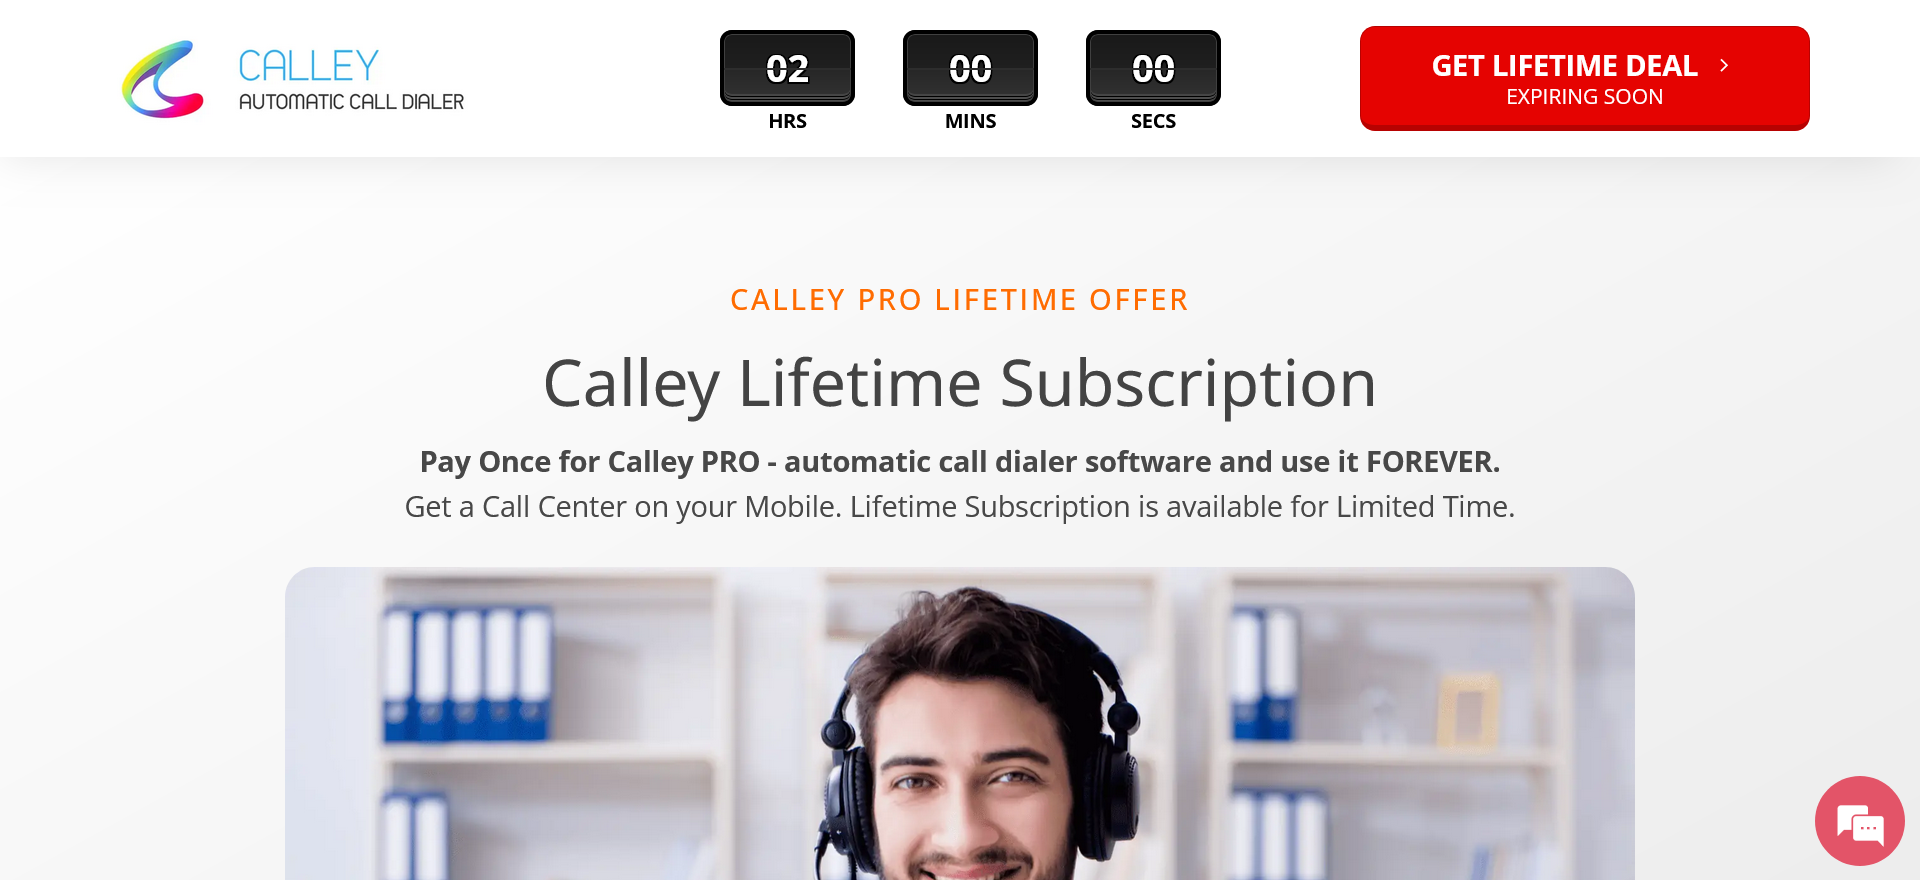 CALLEY
AUTOMATIC CALL DIALER
02
HRS
00
MINS
00
SECS
GET LIFETIME DEAL
EXPIRING SOON
CALLEY PRO LIFETIME OFFER
Calley Lifetime Subscription
Pay Once for Calley PRO - automatic call dialer software and use it FOREVER.
Get a Call Center on your Mobile. Lifetime Subscription is available for Limited Time.